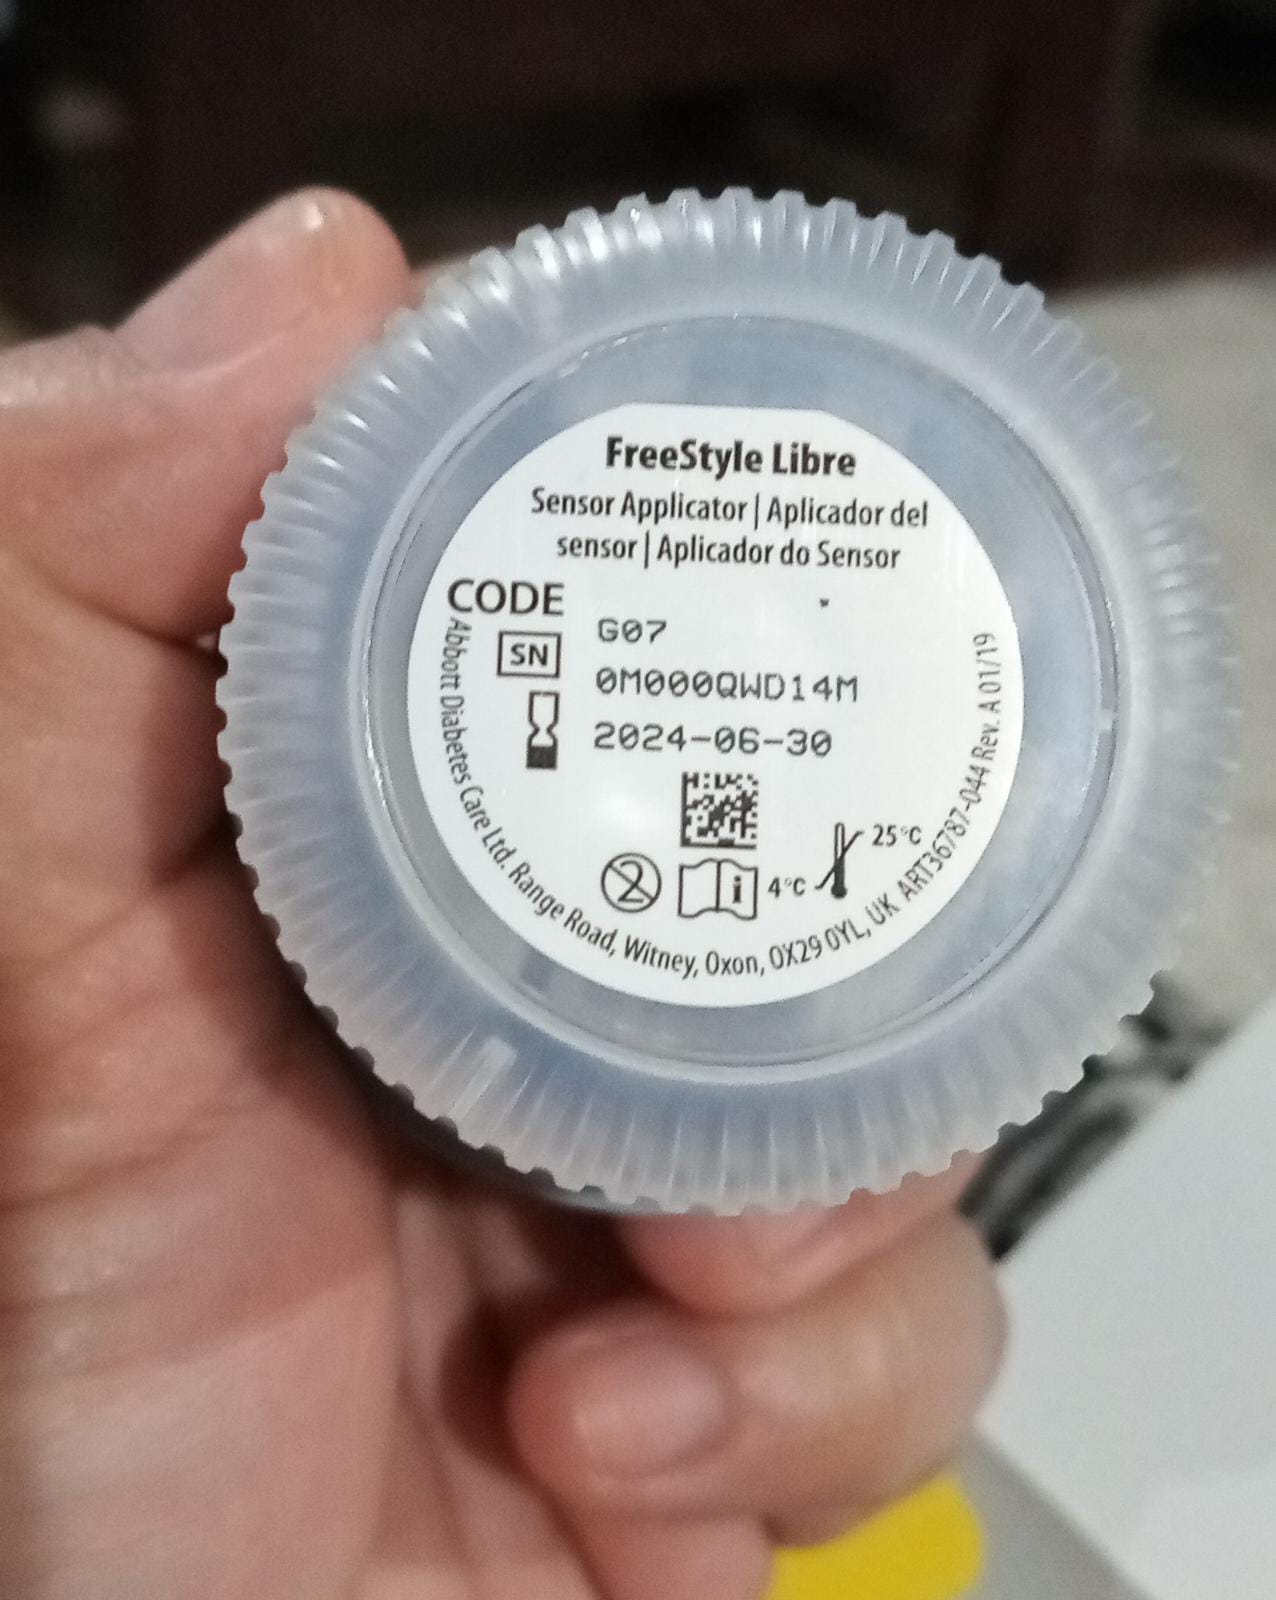 FreeStyle Libre
Sensor Applicator | Aplicador del
sensor | Aplicador do Sensor
CODE G07
SN 0M000QWD14M
2024-06-30
2
i
4°C
25°C
Abbott Diabetes Care Ltd. Range Road, Witney, Oxon, OX29 0YL, UK ART36787-044 Rev. A 01/19